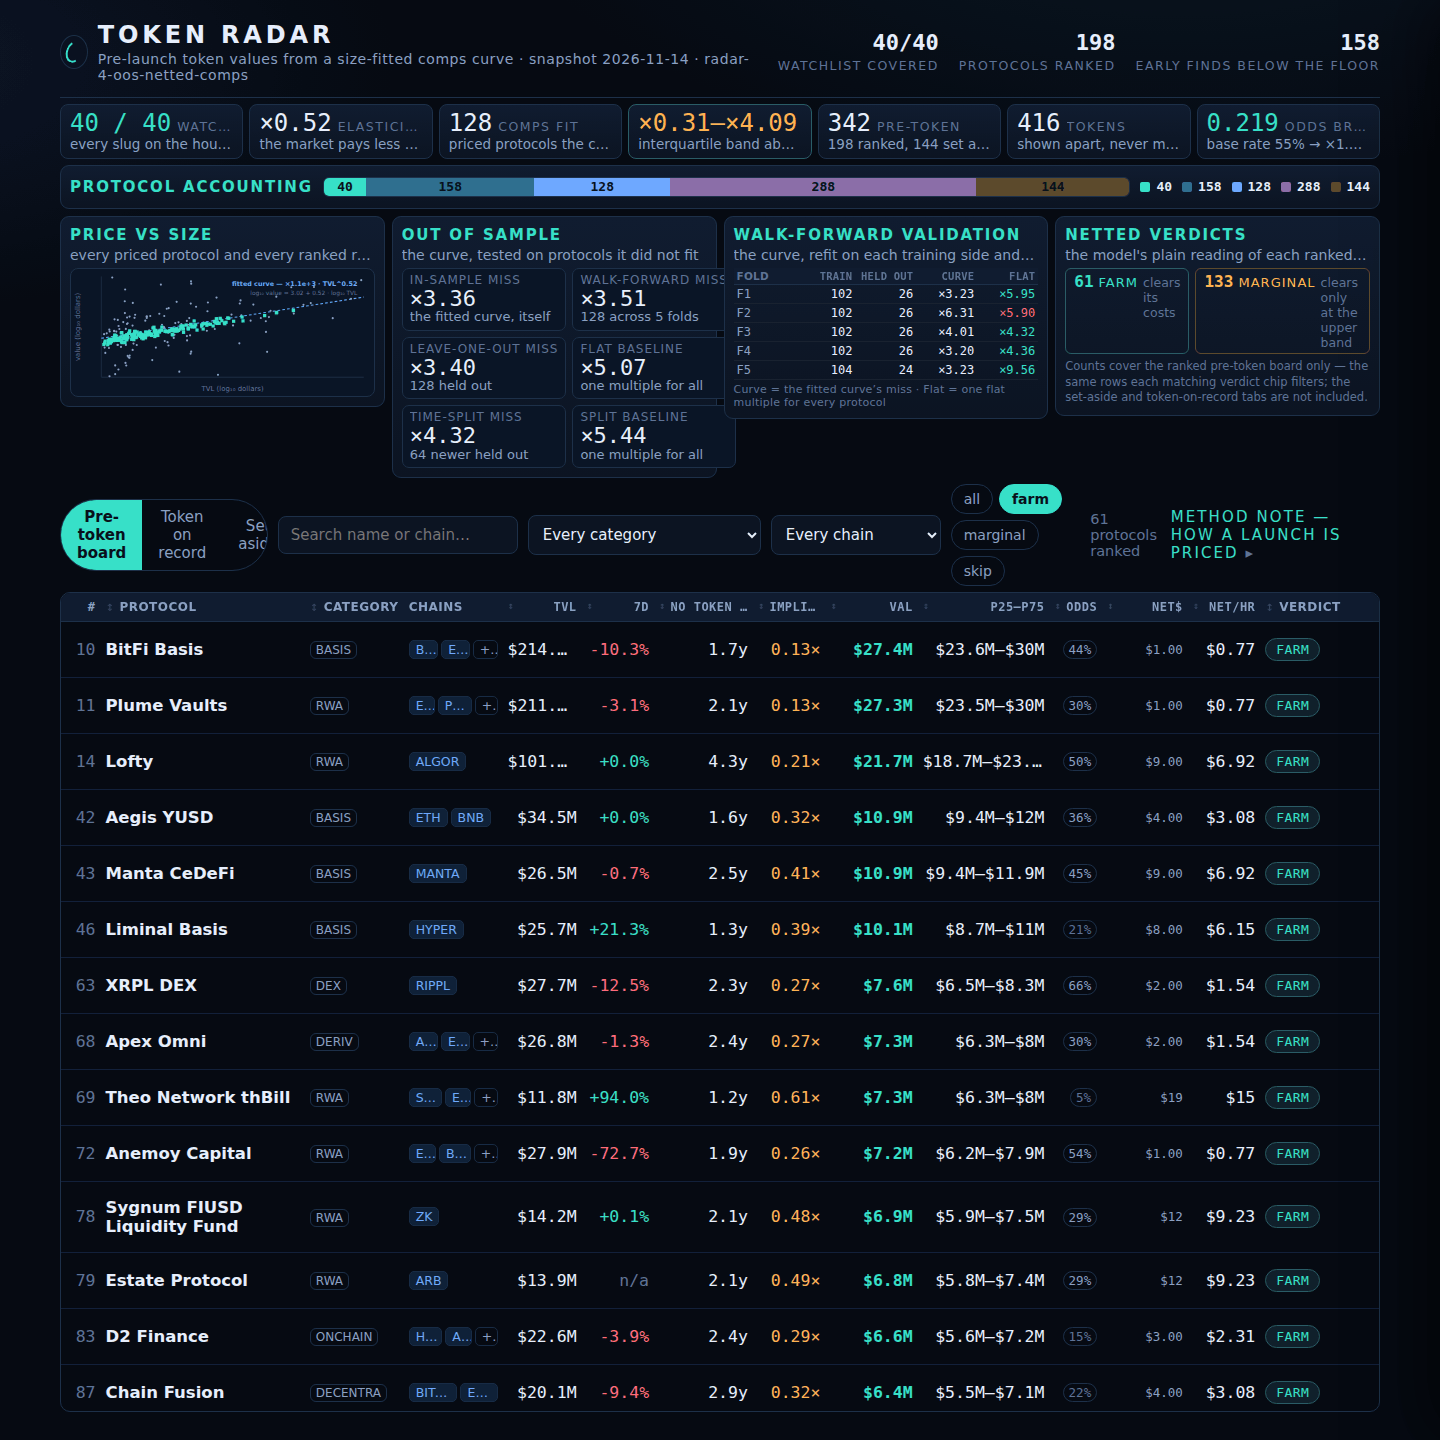 TOKEN RADAR
Pre-launch token values from a size-fitted comps curve · snapshot 2026-11-14 · radar-
4-oos-netted-comps
40/40
WATCHLIST COVERED
198
PROTOCOLS RANKED
158
EARLY FINDS BELOW THE FLOOR
40 / 40 WATC…
every slug on the hou…
×0.52 ELASTICI…
the market pays less …
128 COMPS FIT
priced protocols the c…
×0.31—×4.09
interquartile band ab…
342 PRE-TOKEN
198 ranked, 144 set a…
416 TOKENS
shown apart, never m…
0.219 ODDS BR…
base rate 55% → ×1.…
PROTOCOL ACCOUNTING
40 158 128 288 144
40 158 128 288 144
PRICE VS SIZE
every priced protocol and every ranked r…
value (log₁₀ dollars)
fitted curve — ×1.1e+3 · TVL^0.52
log₁₀ value = 3.02 + 0.52 · log₁₀ TVL
TVL (log₁₀ dollars)
OUT OF SAMPLE
the curve, tested on protocols it did not fit
IN-SAMPLE MISS
×3.36
the fitted curve, itself
WALK-FORWARD MISS
×3.51
128 across 5 folds
LEAVE-ONE-OUT MISS
×3.40
128 held out
FLAT BASELINE
×5.07
one multiple for all
TIME-SPLIT MISS
×4.32
64 newer held out
SPLIT BASELINE
×5.44
one multiple for all
WALK-FORWARD VALIDATION
the curve, refit on each training side and…
FOLD TRAIN HELD OUT CURVE FLAT
F1 102 26 ×3.23 ×5.95
F2 102 26 ×6.31 ×5.90
F3 102 26 ×4.01 ×4.32
F4 102 26 ×3.20 ×4.36
F5 104 24 ×3.23 ×9.56
Curve = the fitted curve's miss · Flat = one flat
multiple for every protocol
NETTED VERDICTS
the model's plain reading of each ranked…
61 FARM clears
its
costs
133 MARGINAL clears
only
at the
upper
band
Counts cover the ranked pre-token board only — the
same rows each matching verdict chip filters; the
set-aside and token-on-record tabs are not included.
Pre-
token
board
Token
on
record
Se
asid
Search name or chain…
Every category
Every chain
all
farm
marginal
skip
61
protocols
ranked
METHOD NOTE —
HOW A LAUNCH IS
PRICED ▸
# ↕ PROTOCOL ↕ CATEGORY CHAINS ↕ TVL ↕ 7D ↕ NO TOKEN … ↕ IMPLI… ↕ VAL ↕ P25—P75 ↕ ODDS ↕ NET$ ↕ NET/HR ↕ VERDICT
10 BitFi Basis BASIS B… E… +… $214.… -10.3% 1.7y 0.13× $27.4M $23.6M—$30M 44% $1.00 $0.77 FARM
11 Plume Vaults RWA E… P… +… $211.… -3.1% 2.1y 0.13× $27.3M $23.5M—$30M 30% $1.00 $0.77 FARM
14 Lofty RWA ALGOR $101.… +0.0% 4.3y 0.21× $21.7M $18.7M—$23.… 50% $9.00 $6.92 FARM
42 Aegis YUSD BASIS ETH BNB $34.5M +0.0% 1.6y 0.32× $10.9M $9.4M—$12M 36% $4.00 $3.08 FARM
43 Manta CeDeFi BASIS MANTA $26.5M -0.7% 2.5y 0.41× $10.9M $9.4M—$11.9M 45% $9.00 $6.92 FARM
46 Liminal Basis BASIS HYPER $25.7M +21.3% 1.3y 0.39× $10.1M $8.7M—$11M 21% $8.00 $6.15 FARM
63 XRPL DEX DEX RIPPL $27.7M -12.5% 2.3y 0.27× $7.6M $6.5M—$8.3M 66% $2.00 $1.54 FARM
68 Apex Omni DERIV A… E… +… $26.8M -1.3% 2.4y 0.27× $7.3M $6.3M—$8M 30% $2.00 $1.54 FARM
69 Theo Network thBill RWA S… E… +… $11.8M +94.0% 1.2y 0.61× $7.3M $6.3M—$8M 5% $19 $15 FARM
72 Anemoy Capital RWA E… B… +… $27.9M -72.7% 1.9y 0.26× $7.2M $6.2M—$7.9M 54% $1.00 $0.77 FARM
78 Sygnum FIUSD
Liquidity Fund RWA ZK $14.2M +0.1% 2.1y 0.48× $6.9M $5.9M—$7.5M 29% $12 $9.23 FARM
79 Estate Protocol RWA ARB $13.9M n/a 2.1y 0.49× $6.8M $5.8M—$7.4M 29% $12 $9.23 FARM
83 D2 Finance ONCHAIN H… A… +… $22.6M -3.9% 2.4y 0.29× $6.6M $5.6M—$7.2M 15% $3.00 $2.31 FARM
87 Chain Fusion DECENTRA BIT… E… $20.1M -9.4% 2.9y 0.32× $6.4M $5.5M—$7.1M 22% $4.00 $3.08 FARM